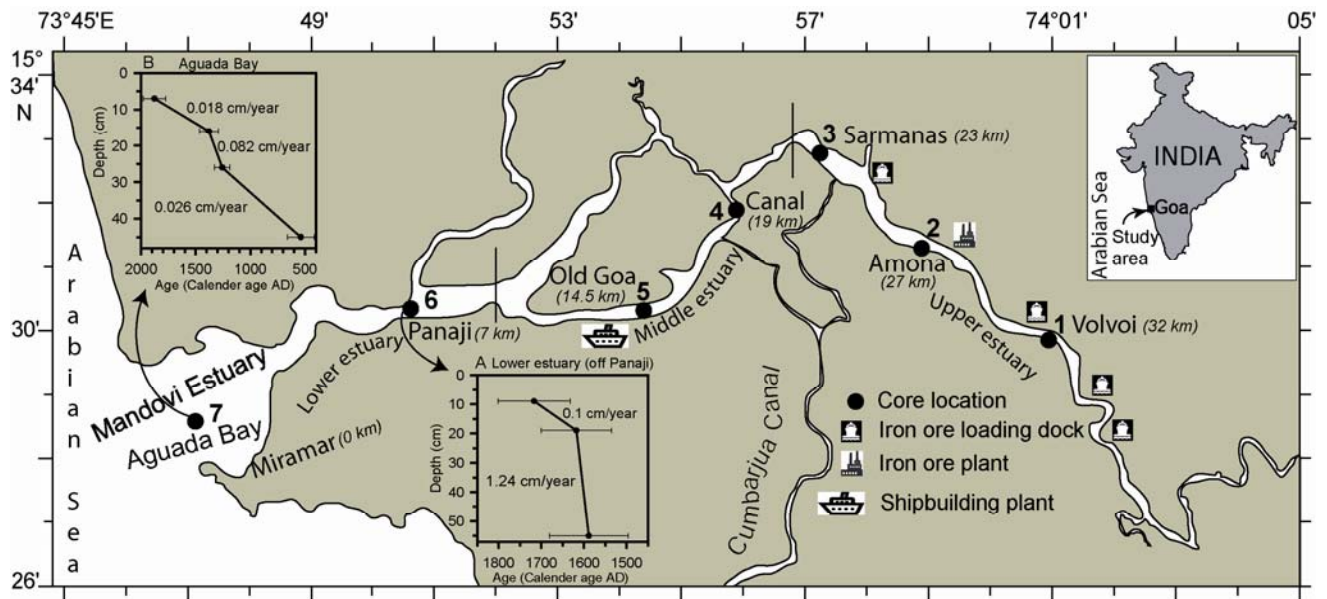 73°45'E 49' 53' 57' 74°01' 05'
15°
34'
N
30'
26'
B Aguada Bay
0
10
20
30
40
Depth (cm)
0.018 cm/year
0.082 cm/year
0.026 cm/year
2000 1500 1000 500
Age (Calender age AD)
3 Sarmanas (23 km)
4 Canal
(19 km)
2
Amona
(27 km)
Old Goa
(14.5 km)
5
Middle estuary
Upper estuary
1 Volvoi (32 km)
6
Panaji (7 km)
Lower estuary
Mandovi Estuary
7
Aguada Bay
Miramar (0 km)
Arabian Sea
Cumbarjua Canal
A Lower estuary (off Panaji)
0
10
20
30
40
50
Depth (cm)
0.1 cm/year
1.24 cm/year
1800 1700 1600 1500
Age (Calender age AD)
INDIA
Goa
Study
area
Arabian Sea
Core location
Iron ore loading dock
Iron ore plant
Shipbuilding plant